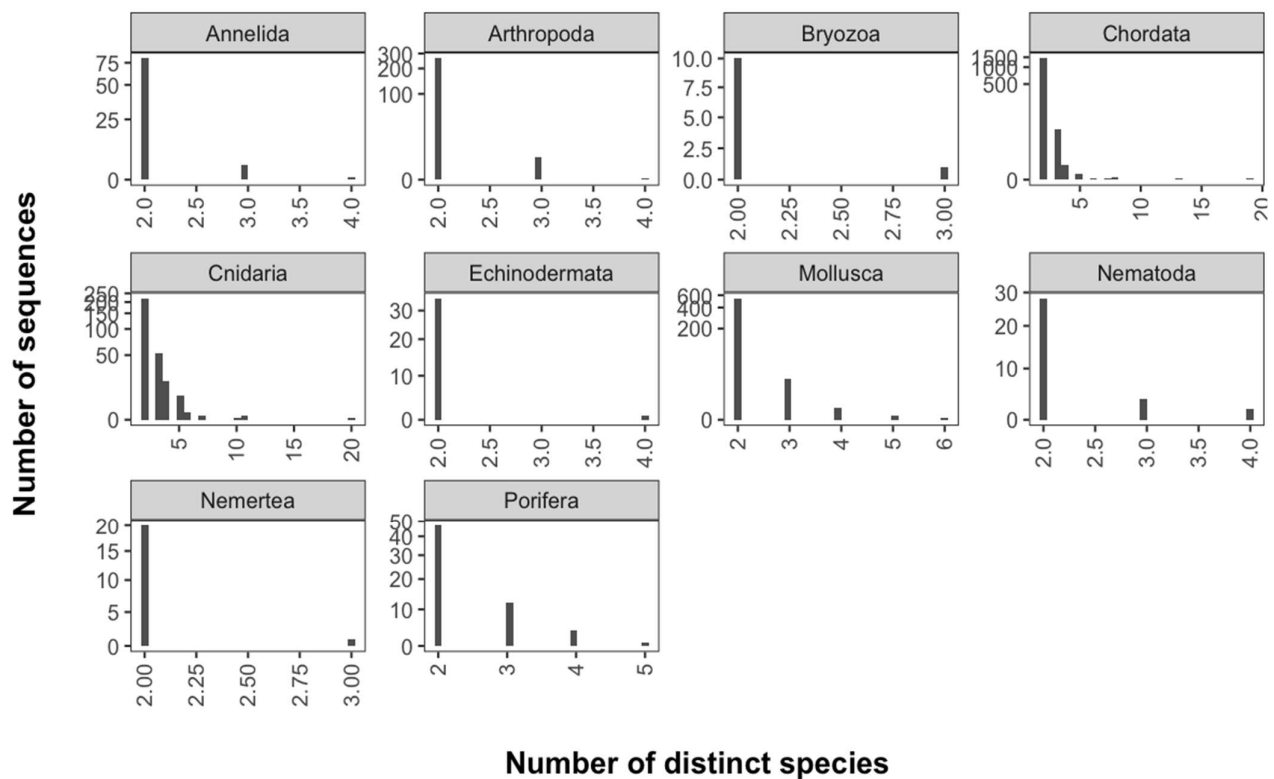 Number of sequences
Annelida
75
50
25
0
2.0 2.5 3.0 3.5 4.0
Arthropoda
300
200
100
0
2.0 2.5 3.0 3.5 4.0
Bryozoa
10.0
7.5
5.0
2.5
0.0
2.00 2.25 2.50 2.75 3.00
Chordata
1500
1000
500
0
5 10 15 20
Cnidaria
250
200
150
100
50
0
5 10 15 20
Echinodermata
30
20
10
0
2.0 2.5 3.0 3.5 4.0
Mollusca
600
400
200
0
2 3 4 5 6
Nematoda
30
20
10
0
2.0 2.5 3.0 3.5 4.0
Nemertea
20
15
10
5
0
2.00 2.25 2.50 2.75 3.00
Porifera
50
40
30
20
10
0
2 3 4 5
Number of distinct species